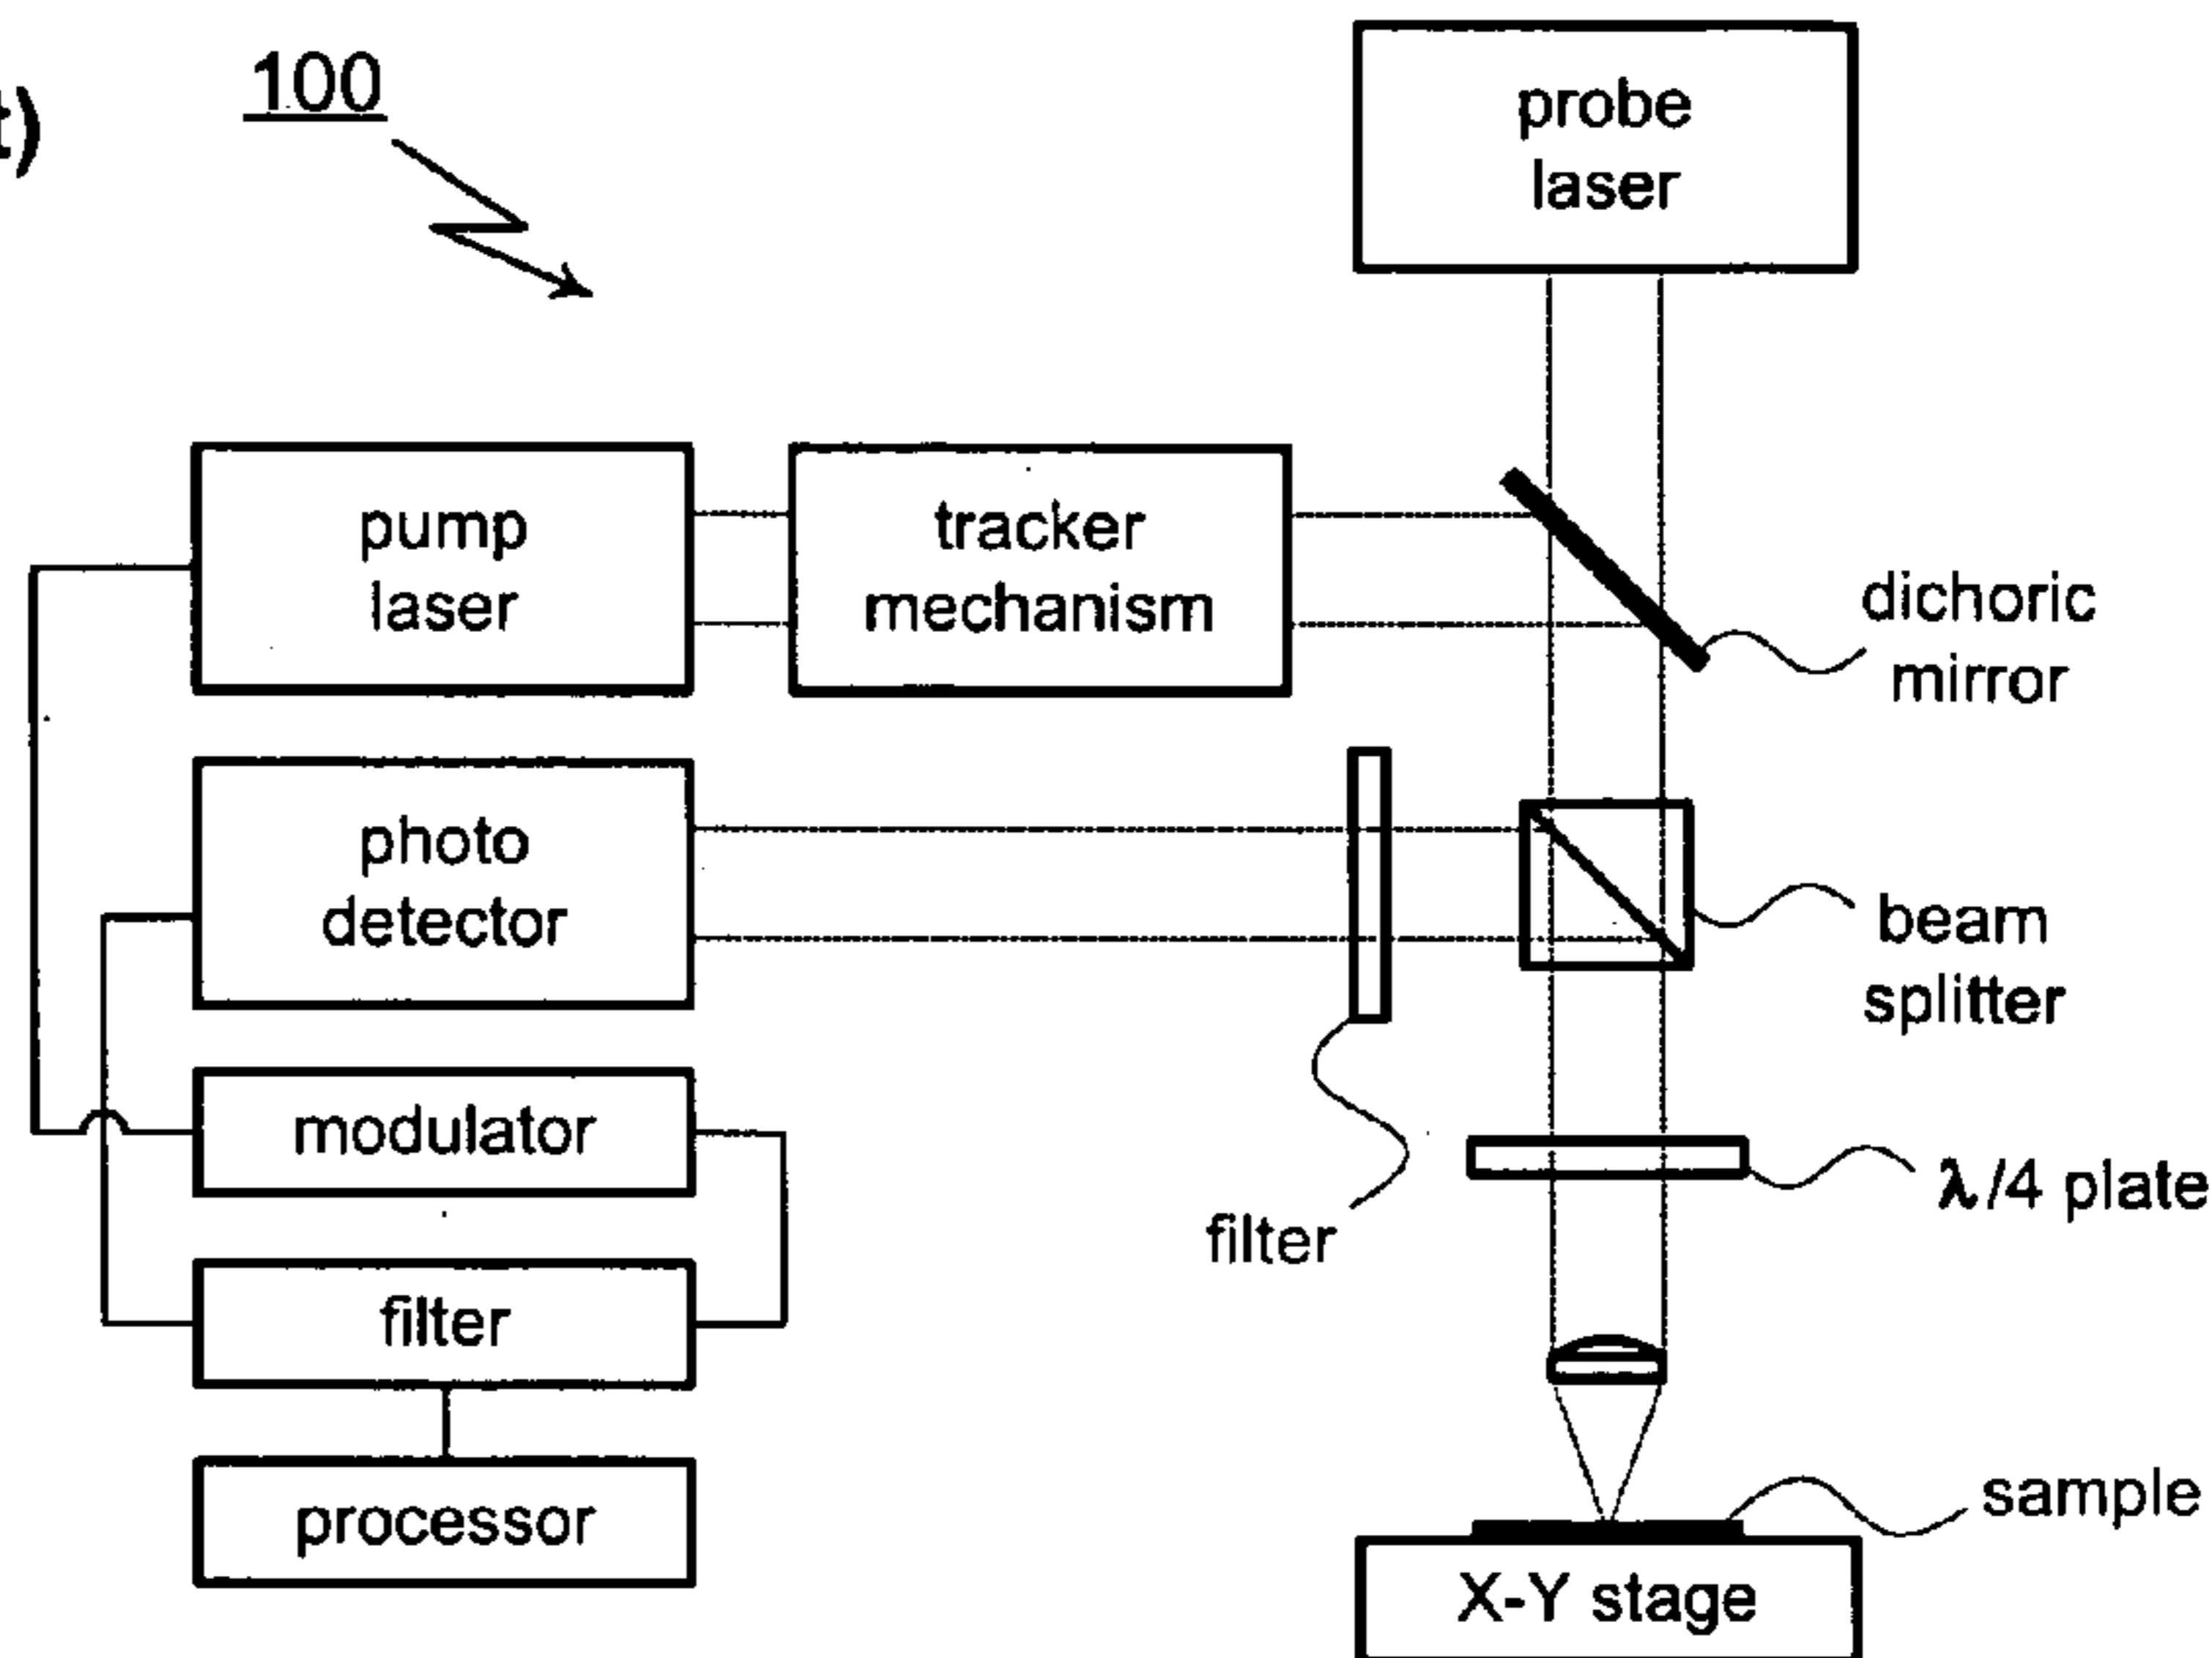 t)
100
probe
laser
pump
laser
tracker
mechanism
dichoric
mirror
photo
detector
beam
splitter
modulator
λ/4 plate
filter
filter
processor
sample
X-Y stage